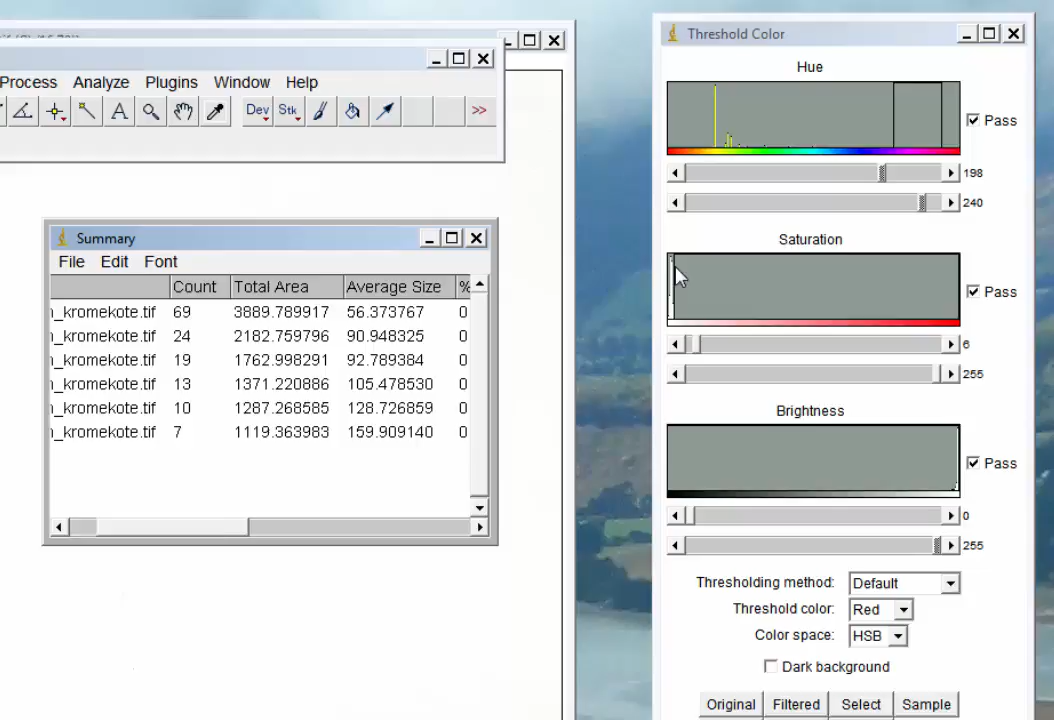 Process Analyze Plugins Window Help
Dev Stk >>
Summary
File Edit Font
Count Total Area Average Size %
_kromekote.tif 69 3889.789917 56.373767 0
_kromekote.tif 24 2182.759796 90.948325 0
_kromekote.tif 19 1762.998291 92.789384 0
_kromekote.tif 13 1371.220886 105.478530 0
_kromekote.tif 10 1287.268585 128.726859 0
_kromekote.tif 7 1119.363983 159.909140 0
Threshold Color
Hue
Pass
198
240
Saturation
Pass
6
255
Brightness
Pass
0
255
Thresholding method: Default
Threshold color: Red
Color space: HSB
Dark background
Original Filtered Select Sample